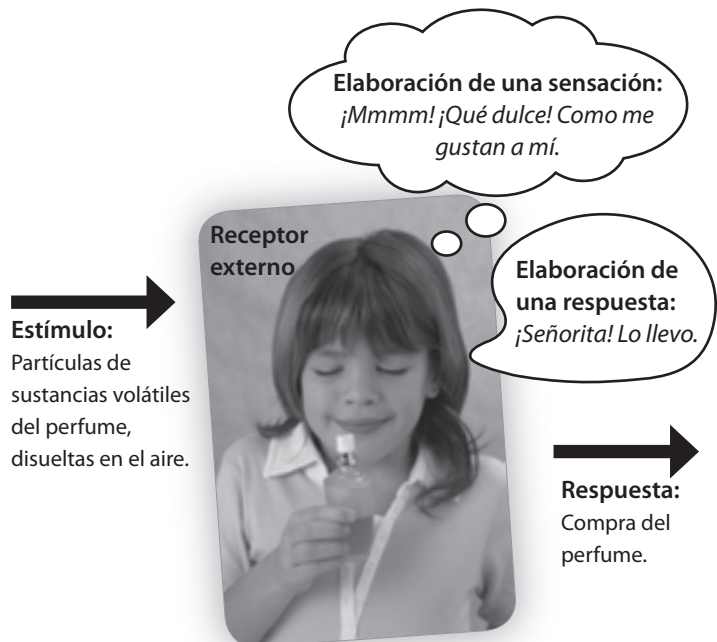 Elaboración de una sensación:
¡Mmmm! ¡Qué dulce! Como me
gustan a mí.
Receptor
externo
Elaboración de
una respuesta:
¡Señorita! Lo llevo.
Estímulo:
Partículas de
sustancias volátiles
del perfume,
disueltas en el aire.
Respuesta:
Compra del
perfume.